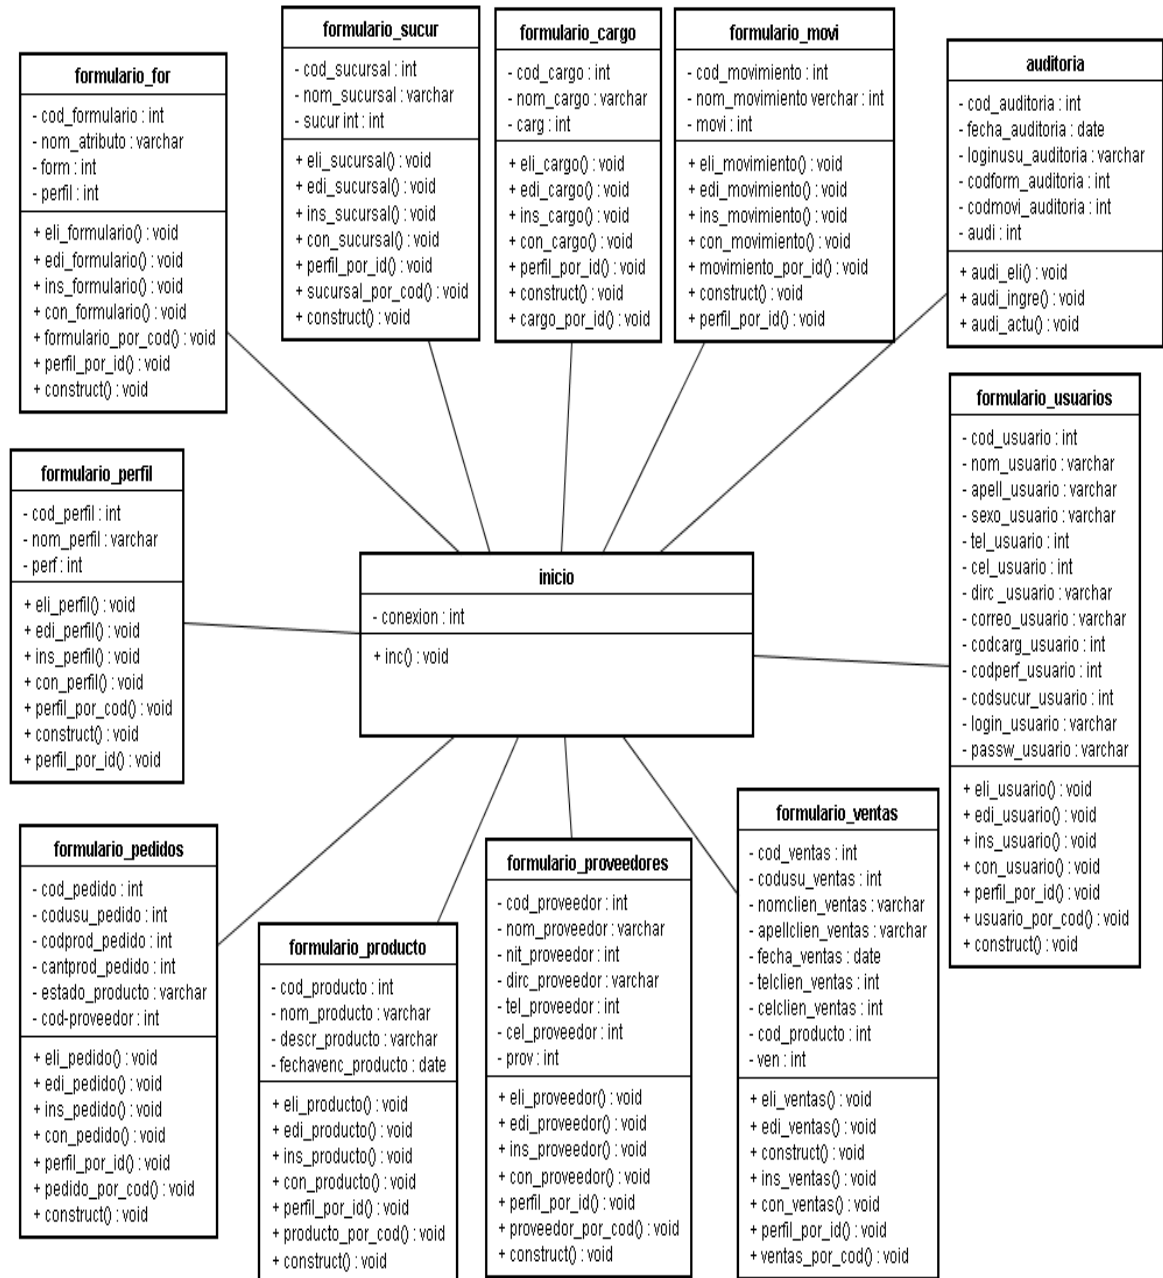 formulario_for
- cod_formulario : int
- nom_atributo : varchar
- form : int
- perfil : int
+ eli_formulario() : void
+ edi_formulario() : void
+ ins_formulario() : void
+ con_formulario() : void
+ formulario_por_cod() : void
+ perfil_por_id() : void
+ construct() : void
formulario_sucur
- cod_sucursal : int
- nom_sucursal : varchar
- sucur int : int
+ eli_sucursal() : void
+ edi_sucursal() : void
+ ins_sucursal() : void
+ con_sucursal() : void
+ perfil_por_id() : void
+ sucursal_por_cod() : void
+ construct() : void
formulario_cargo
- cod_cargo : int
- nom_cargo : varchar
- carg : int
+ eli_cargo() : void
+ edi_cargo() : void
+ ins_cargo() : void
+ con_cargo() : void
+ perfil_por_id() : void
+ construct() : void
+ cargo_por_id() : void
formulario_movi
- cod_movimiento : int
- nom_movimiento verchar : int
- movi : int
+ eli_movimiento() : void
+ edi_movimiento() : void
+ ins_movimiento() : void
+ con_movimiento() : void
+ movimiento_por_id() : void
+ construct() : void
+ perfil_por_id() : void
auditoria
- cod_auditoria : int
- fecha_auditoria : date
- loginusu_auditoria : varchar
- codform_auditoria : int
- codmovi_auditoria : int
- audi : int
+ audi_eli() : void
+ audi_ingre() : void
+ audi_actu() : void
formulario_perfil
- cod_perfil : int
- nom_perfil : varchar
- perf : int
+ eli_perfil() : void
+ edi_perfil() : void
+ ins_perfil() : void
+ con_perfil() : void
+ perfil_por_cod() : void
+ construct() : void
+ perfil_por_id() : void
inicio
- conexion : int
+ inc() : void
formulario_usuarios
- cod_usuario : int
- nom_usuario : varchar
- apell_usuario : varchar
- sexo_usuario : varchar
- tel_usuario : int
- cel_usuario : int
- dirc _usuario : varchar
- correo_usuario : varchar
- codcarg_usuario : int
- codperf_usuario : int
- codsucur_usuario : int
- login_usuario : varchar
- passw_usuario : varchar
+ eli_usuario() : void
+ edi_usuario() : void
+ ins_usuario() : void
+ con_usuario() : void
+ perfil_por_id() : void
+ usuario_por_cod() : void
+ construct() : void
formulario_pedidos
- cod_pedido : int
- codusu_pedido : int
- codprod_pedido : int
- cantprod_pedido : int
- estado_producto : varchar
- cod-proveedor : int
+ eli_pedido() : void
+ edi_pedido() : void
+ ins_pedido() : void
+ con_pedido() : void
+ perfil_por_id() : void
+ pedido_por_cod() : void
+ construct() : void
formulario_producto
- cod_producto : int
- nom_producto : varchar
- descr_producto : varchar
- fechavenc_producto : date
+ eli_producto() : void
+ edi_producto() : void
+ ins_producto() : void
+ con_producto() : void
+ perfil_por_id() : void
+ producto_por_cod() : void
+ construct() : void
formulario_proveedores
- cod_proveedor : int
- nom_proveedor : varchar
- nit_proveedor : int
- dirc_proveedor : varchar
- tel_proveedor : int
- cel_proveedor : int
- prov : int
+ eli_proveedor() : void
+ edi_proveedor() : void
+ ins_proveedor() : void
+ con_proveedor() : void
+ perfil_por_id() : void
+ proveedor_por_cod() : void
+ construct() : void
formulario_ventas
- cod_ventas : int
- codusu_ventas : int
- nomclien_ventas : varchar
- apellclien_ventas : varchar
- fecha_ventas : date
- telclien_ventas : int
- celclien_ventas : int
- cod_producto : int
- ven : int
+ eli_ventas() : void
+ edi_ventas() : void
+ construct() : void
+ ins_ventas() : void
+ con_ventas() : void
+ perfil_por_id() : void
+ ventas_por_cod() : void